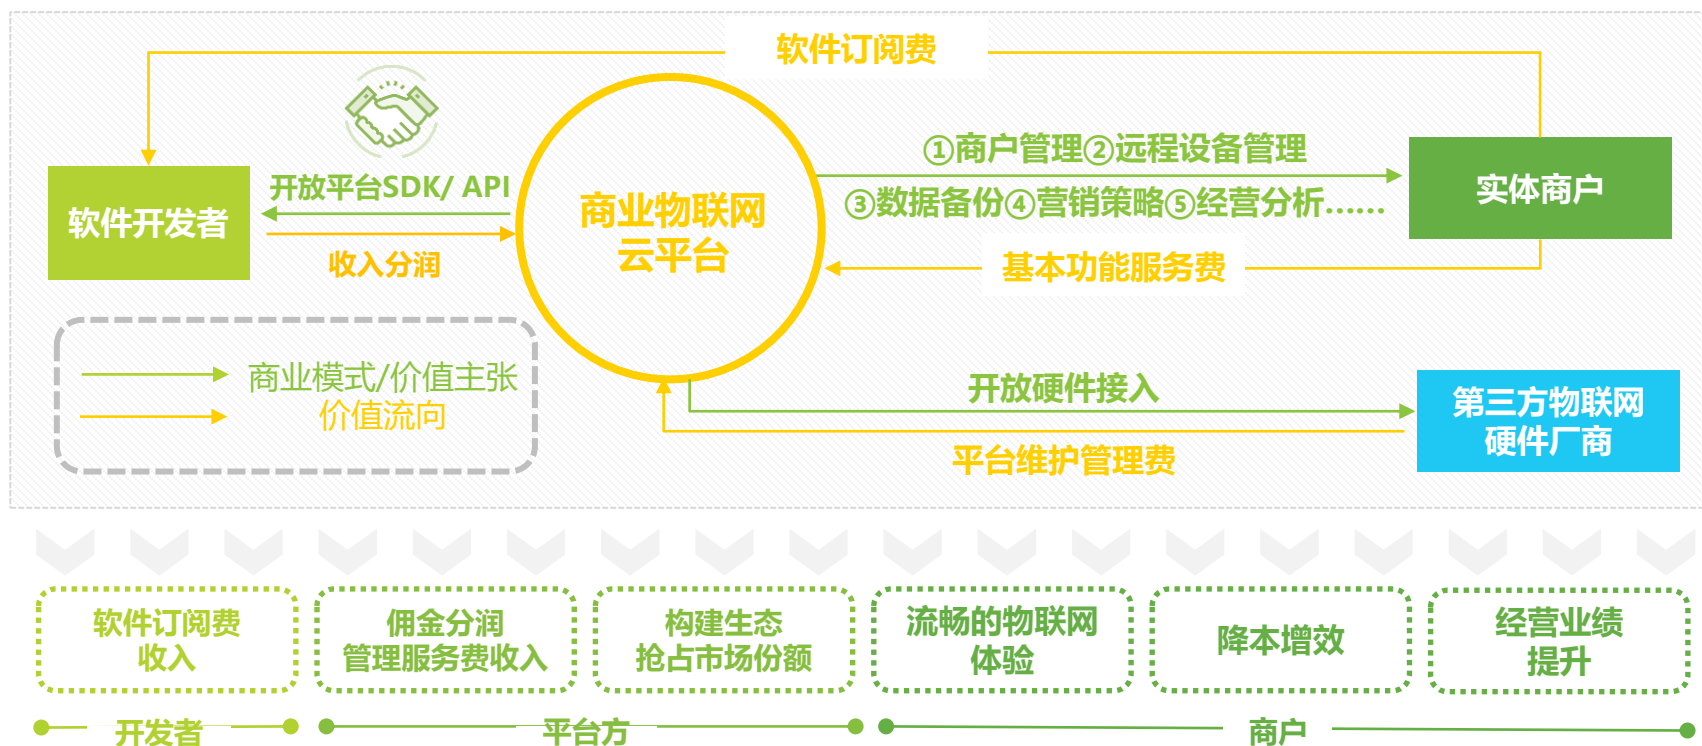 软件订阅费
①商户管理②远程设备管理
开放平台SDK/ API
软件开发者
商业物联网
云平台
实体商户
③数据备份④营销策略⑤经营分析……
收入分润
基本功能服务费
商业模式/价值主张
价值流向
开放硬件接入
第三方物联网
硬件厂商
平台维护管理费
软件订阅费
收入
佣金分润
管理服务费收入
构建生态
抢占市场份额
流畅的物联网
体验
降本增效
经营业绩
提升
开发者
平台方
商户